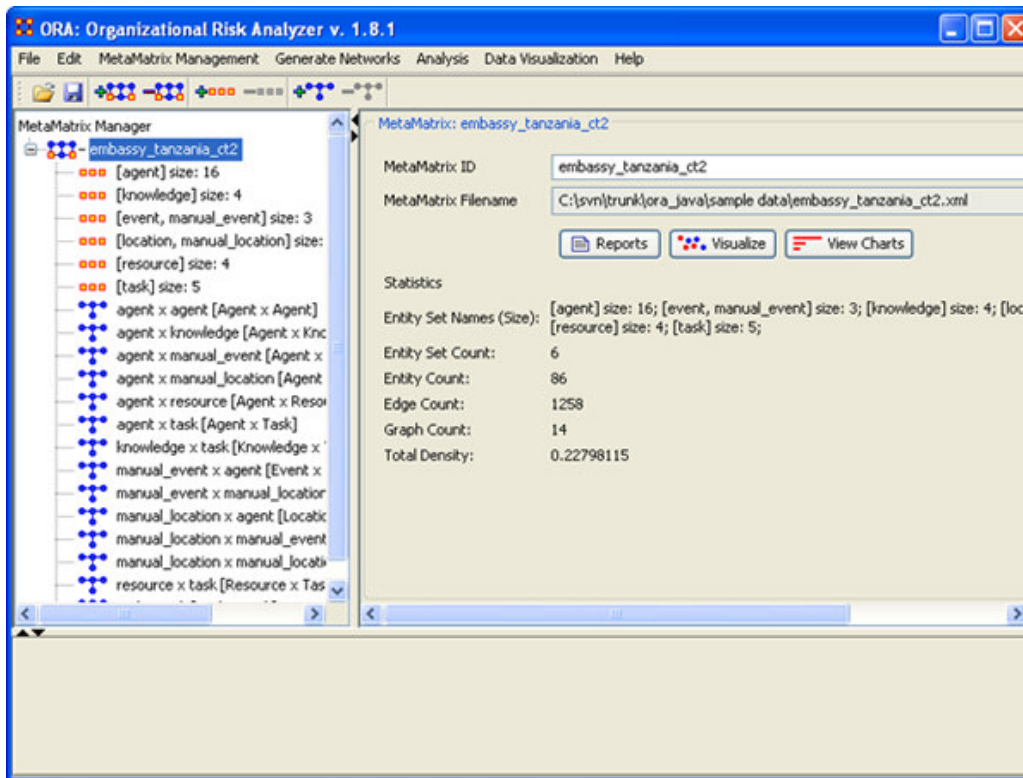 ORA: Organizational Risk Analyzer v. 1.8.1
File Edit MetaMatrix Management Generate Networks Analysis Data Visualization Help
MetaMatrix Manager
embassy_tanzania_ct2
[agent] size: 16
[knowledge] size: 4
[event, manual_event] size: 3
[location, manual_location] size:
[resource] size: 4
[task] size: 5
agent x agent [Agent x Agent]
agent x knowledge [Agent x Knc
agent x manual_event [Agent x
agent x manual_location [Agent
agent x resource [Agent x Resou
agent x task [Agent x Task]
knowledge x task [Knowledge x
manual_event x agent [Event x
manual_event x manual_location
manual_location x agent [Locatic
manual_location x manual_event
manual_location x manual_locati
resource x task [Resource x Tas
MetaMatrix: embassy_tanzania_ct2
MetaMatrix ID embassy_tanzania_ct2
MetaMatrix Filename C:\svn\trunk\ora_java\sample data\embassy_tanzania_ct2.xml
Reports Visualize View Charts
Statistics
Entity Set Names (Size): [agent] size: 16; [event, manual_event] size: 3; [knowledge] size: 4; [loc
[resource] size: 4; [task] size: 5;
Entity Set Count: 6
Entity Count: 86
Edge Count: 1258
Graph Count: 14
Total Density: 0.22798115